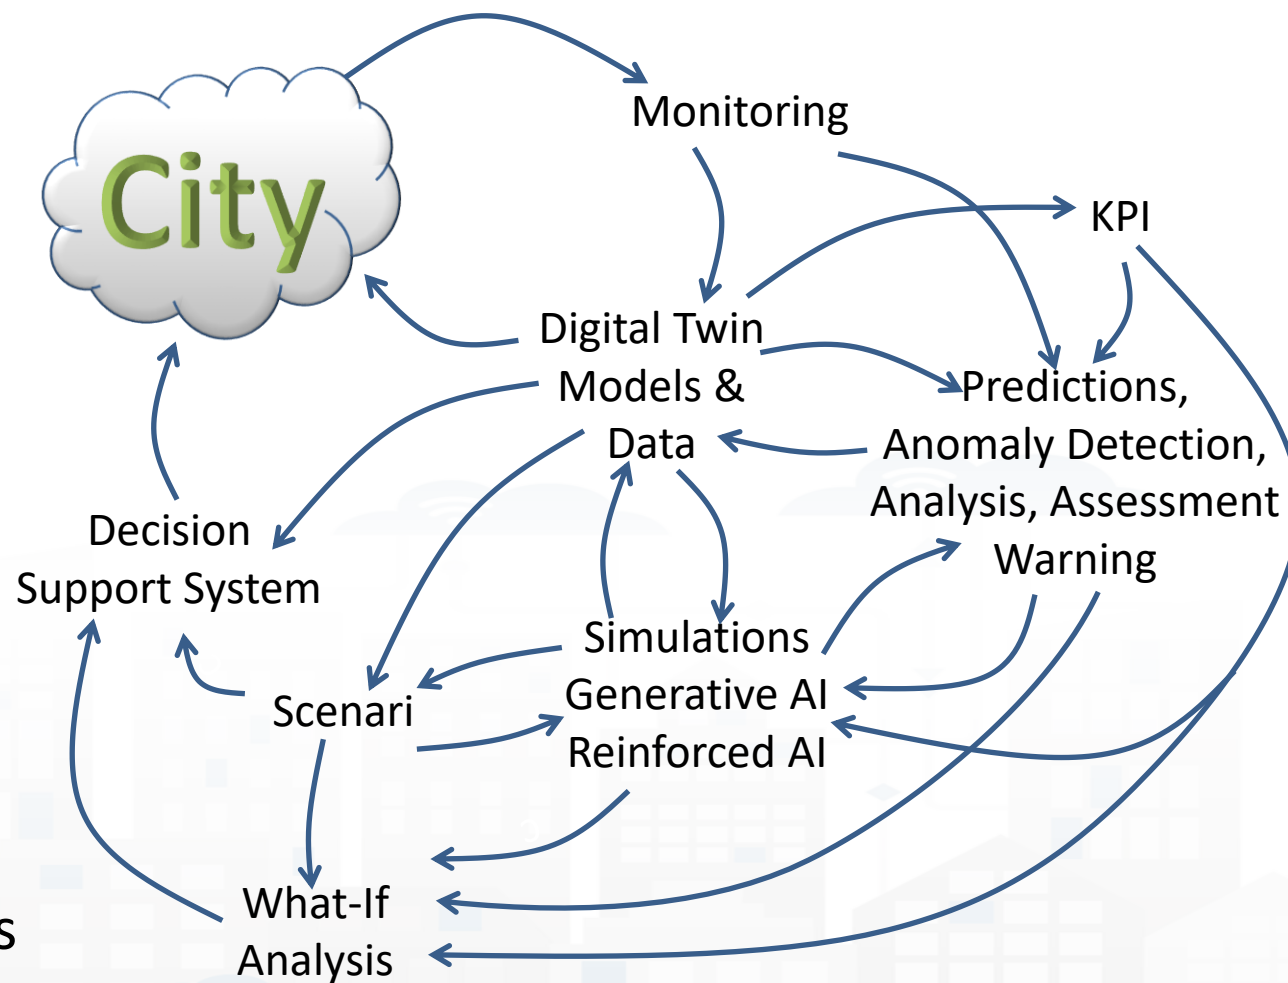 City
Monitoring
KPI
Digital Twin
Models &
Data
Predictions,
Anomaly Detection,
Analysis, Assessment
Warning
Decision
Support System
Simulations
Generative AI
Reinforced AI
Scenari
What-If
Analysis
s